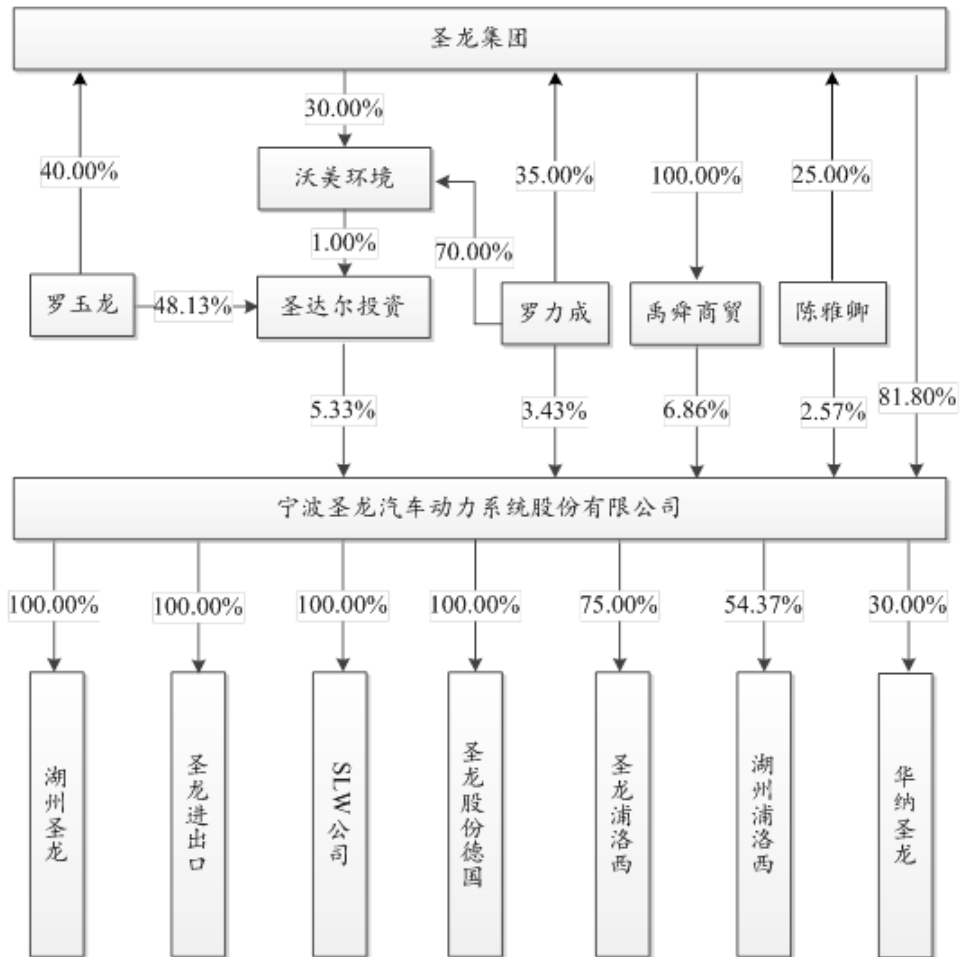 圣龙集团
30.00%
40.00%
沃美环境
35.00%
100.00%
25.00%
1.00%
70.00%
罗玉龙
48.13%
圣达尔投资
罗力成
禹舜商贸
陈雅卿
5.33%
3.43%
6.86%
2.57%
81.80%
宁波圣龙汽车动力系统股份有限公司
100.00%
100.00%
100.00%
100.00%
75.00%
54.37%
30.00%
湖州圣龙
圣龙进出口
SLW公司
圣龙股份德国
圣龙浦洛西
湖州浦洛西
华纳圣龙